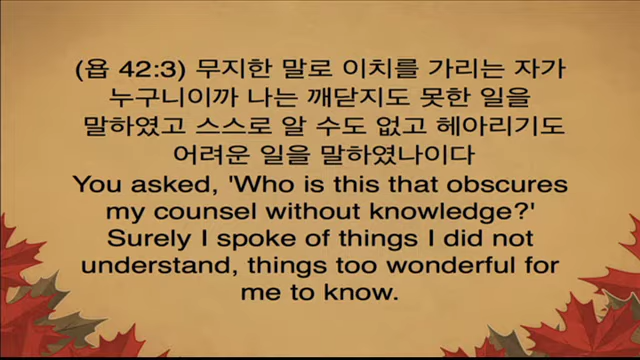 (욥 42:3) 무지한 말로 이치를 가리는 자가
누구니이까 나는 깨닫지도 못한 일을
말하였고 스스로 알 수도 없고 헤아리기도
어려운 일을 말하였나이다
You asked, 'Who is this that obscures
my counsel without knowledge?'
Surely I spoke of things I did not
understand, things too wonderful for
me to know.